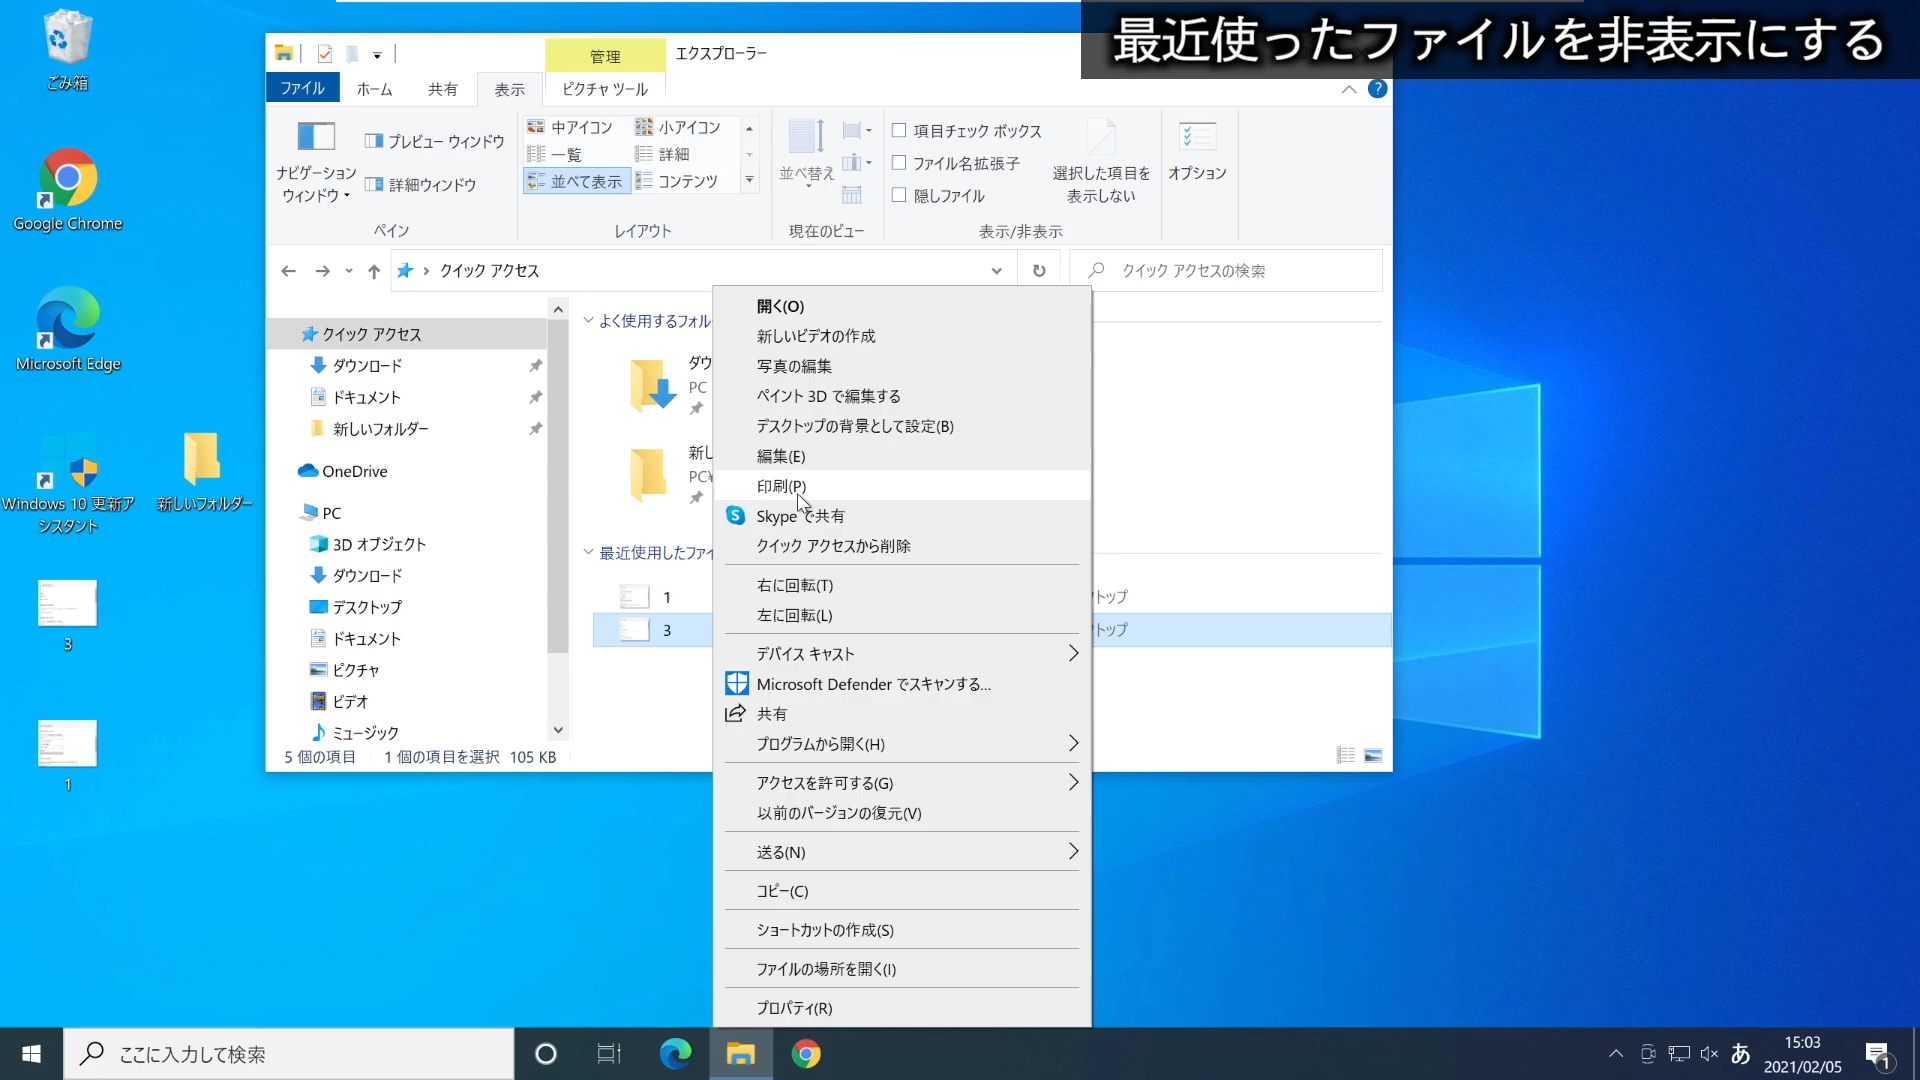 最近使ったファイルを非表示にする
ごみ箱
Google Chrome
Microsoft Edge
Windows 10 更新ア
シスタント
新しいフォルダー
3
1
管理
エクスプローラー
ファイル
ホーム
共有
表示
ピクチャ ツール
ナビゲーション
ウィンドウ
プレビュー ウィンドウ
詳細ウィンドウ
ペイン
中アイコン
小アイコン
一覧
詳細
並べて表示
コンテンツ
レイアウト
並べ替え
現在のビュー
項目チェック ボックス
ファイル名拡張子
隠しファイル
選択した項目を
表示しない
表示/非表示
オプション
クイック アクセス
クイック アクセスの検索
クイック アクセス
ダウンロード
ドキュメント
新しいフォルダー
OneDrive
PC
3D オブジェクト
ダウンロード
デスクトップ
ドキュメント
ピクチャ
ビデオ
ミュージック
よく使用するフォル
ダウ
PC
新し
PC¥
最近使用したファイ
1
トップ
3
トップ
開く(O)
新しいビデオの作成
写真の編集
ペイント 3D で編集する
デスクトップの背景として設定(B)
編集(E)
印刷(P)
Skype で共有
クイック アクセスから削除
右に回転(T)
左に回転(L)
デバイス キャスト
Microsoft Defender でスキャンする...
共有
プログラムから開く(H)
アクセスを許可する(G)
以前のバージョンの復元(V)
送る(N)
コピー(C)
ショートカットの作成(S)
ファイルの場所を開く(I)
プロパティ(R)
5 個の項目
1 個の項目を選択 105 KB
ここに入力して検索
あ
15:03
2021/02/05
1